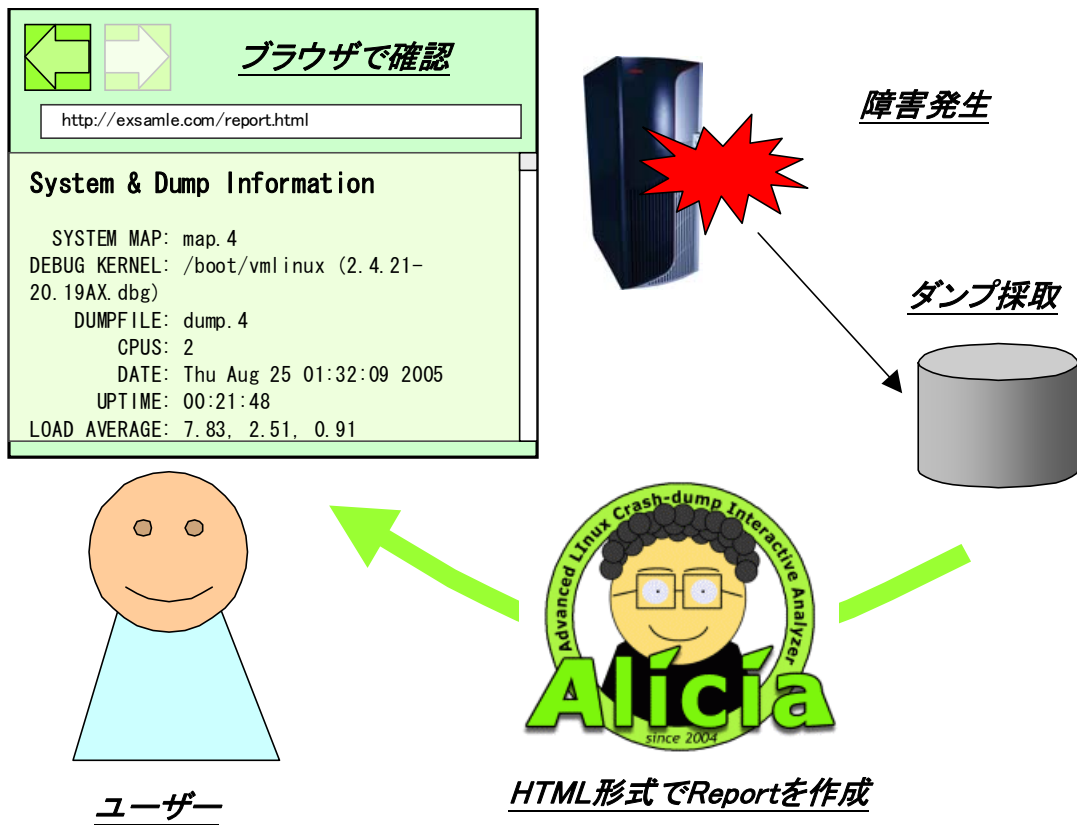 ブラウザで確認
http://exsamle.com/report.html
System & Dump Information
SYSTEM MAP: map.4
DEBUG KERNEL: /boot/vmlinux (2.4.21-
20.19AX.dbg)
DUMPFILE: dump.4
CPUS: 2
DATE: Thu Aug 25 01:32:09 2005
UPTIME: 00:21:48
LOAD AVERAGE: 7.83, 2.51, 0.91
障害発生
ダンプ採取
Advanced LInux Crash-dump Interactive Analyzer
Alicia
since 2004
HTML形式でReportを作成
ユーザー